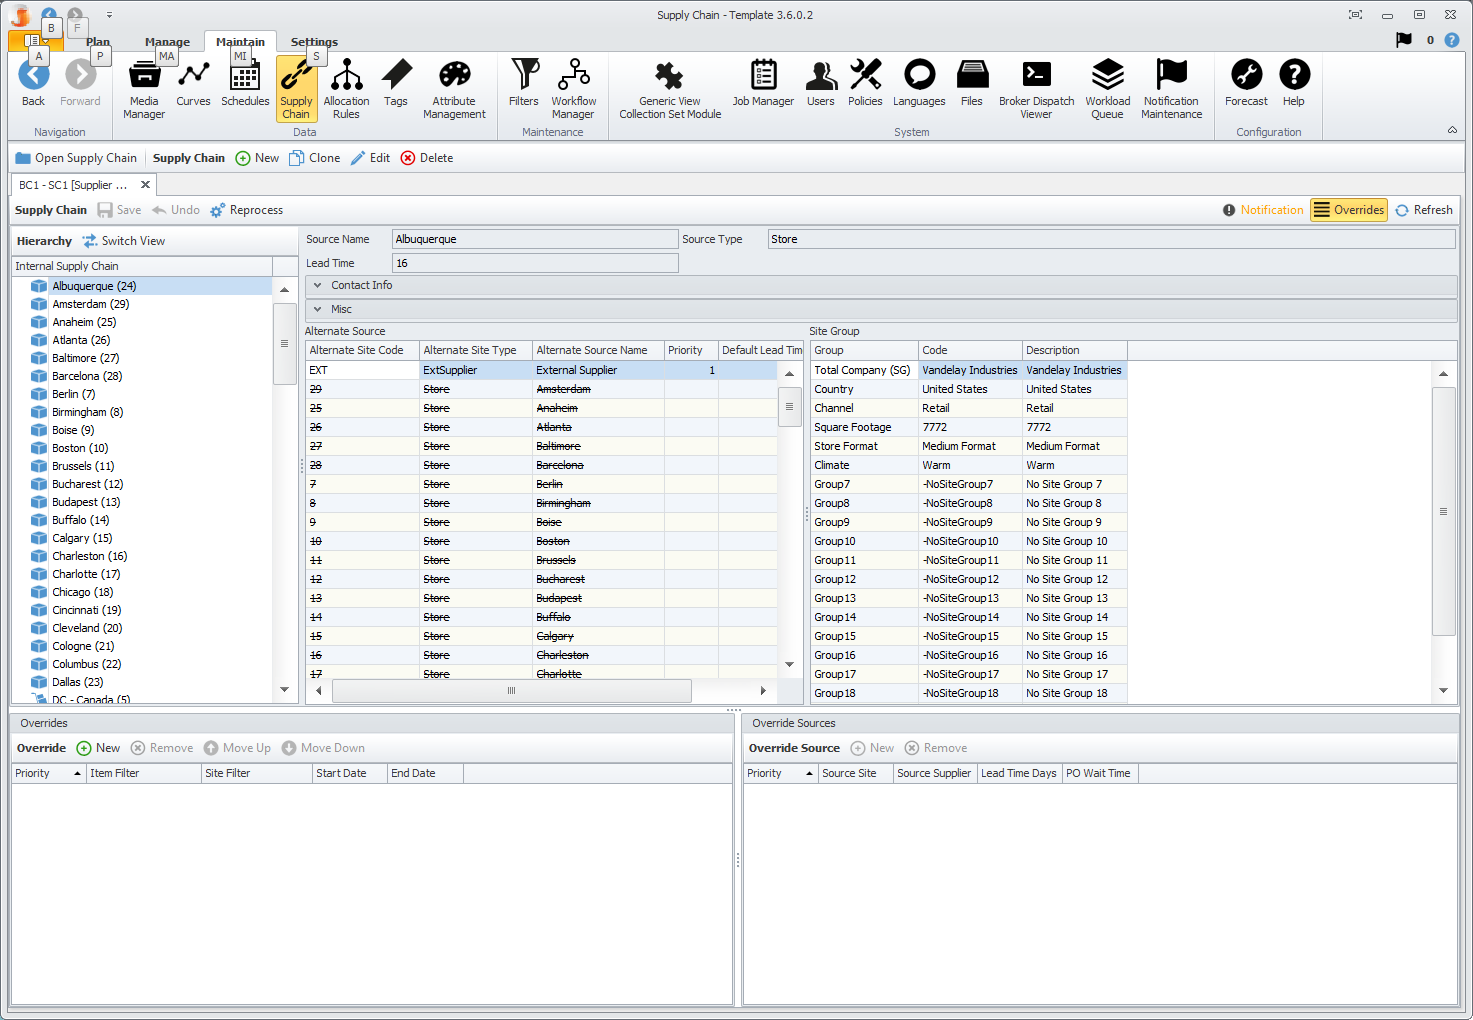 Supply Chain - Template 3.6.0.2
B F
Plan Manage Maintain Settings
0
A P MA MI S
Back Forward Media Manager Curves Schedules Supply Chain Allocation Rules Tags Attribute Management Filters Workflow Manager Generic View Collection Set Module Job Manager Users Policies Languages Files Broker Dispatch Viewer Workload Queue Notification Maintenance Forecast Help
Navigation Data Maintenance System Configuration
Open Supply Chain Supply Chain New Clone Edit Delete
BC1 - SC1 [Supplier ...
Supply Chain Save Undo Reprocess Notification Overrides Refresh
Hierarchy Switch View
Internal Supply Chain
Albuquerque (24)
Amsterdam (29)
Anaheim (25)
Atlanta (26)
Baltimore (27)
Barcelona (28)
Berlin (7)
Birmingham (8)
Boise (9)
Boston (10)
Brussels (11)
Bucharest (12)
Budapest (13)
Buffalo (14)
Calgary (15)
Charleston (16)
Charlotte (17)
Chicago (18)
Cincinnati (19)
Cleveland (20)
Cologne (21)
Columbus (22)
Dallas (23)
DC - Canada (5)
Source Name Albuquerque Source Type Store
Lead Time 16
Contact Info
Misc
Alternate Source
Alternate Site Code Alternate Site Type Alternate Source Name Priority Default Lead Tim
EXT ExtSupplier External Supplier 1
29 Store Amsterdam
25 Store Anaheim
26 Store Atlanta
27 Store Baltimore
28 Store Barcelona
7 Store Berlin
8 Store Birmingham
9 Store Boise
10 Store Boston
11 Store Brussels
12 Store Bucharest
13 Store Budapest
14 Store Buffalo
15 Store Calgary
16 Store Charleston
17 Store Charlotte
Site Group
Group Code Description
Total Company (SG) Vandelay Industries Vandelay Industries
Country United States United States
Channel Retail Retail
Square Footage 7772 7772
Store Format Medium Format Medium Format
Climate Warm Warm
Group7 -NoSiteGroup7 No Site Group 7
Group8 -NoSiteGroup8 No Site Group 8
Group9 -NoSiteGroup9 No Site Group 9
Group10 -NoSiteGroup10 No Site Group 10
Group11 -NoSiteGroup11 No Site Group 11
Group12 -NoSiteGroup12 No Site Group 12
Group13 -NoSiteGroup13 No Site Group 13
Group14 -NoSiteGroup14 No Site Group 14
Group15 -NoSiteGroup15 No Site Group 15
Group16 -NoSiteGroup16 No Site Group 16
Group17 -NoSiteGroup17 No Site Group 17
Group18 -NoSiteGroup18 No Site Group 18
Overrides
Override New Remove Move Up Move Down
Priority Item Filter Site Filter Start Date End Date
Override Sources
Override Source New Remove
Priority Source Site Source Supplier Lead Time Days PO Wait Time